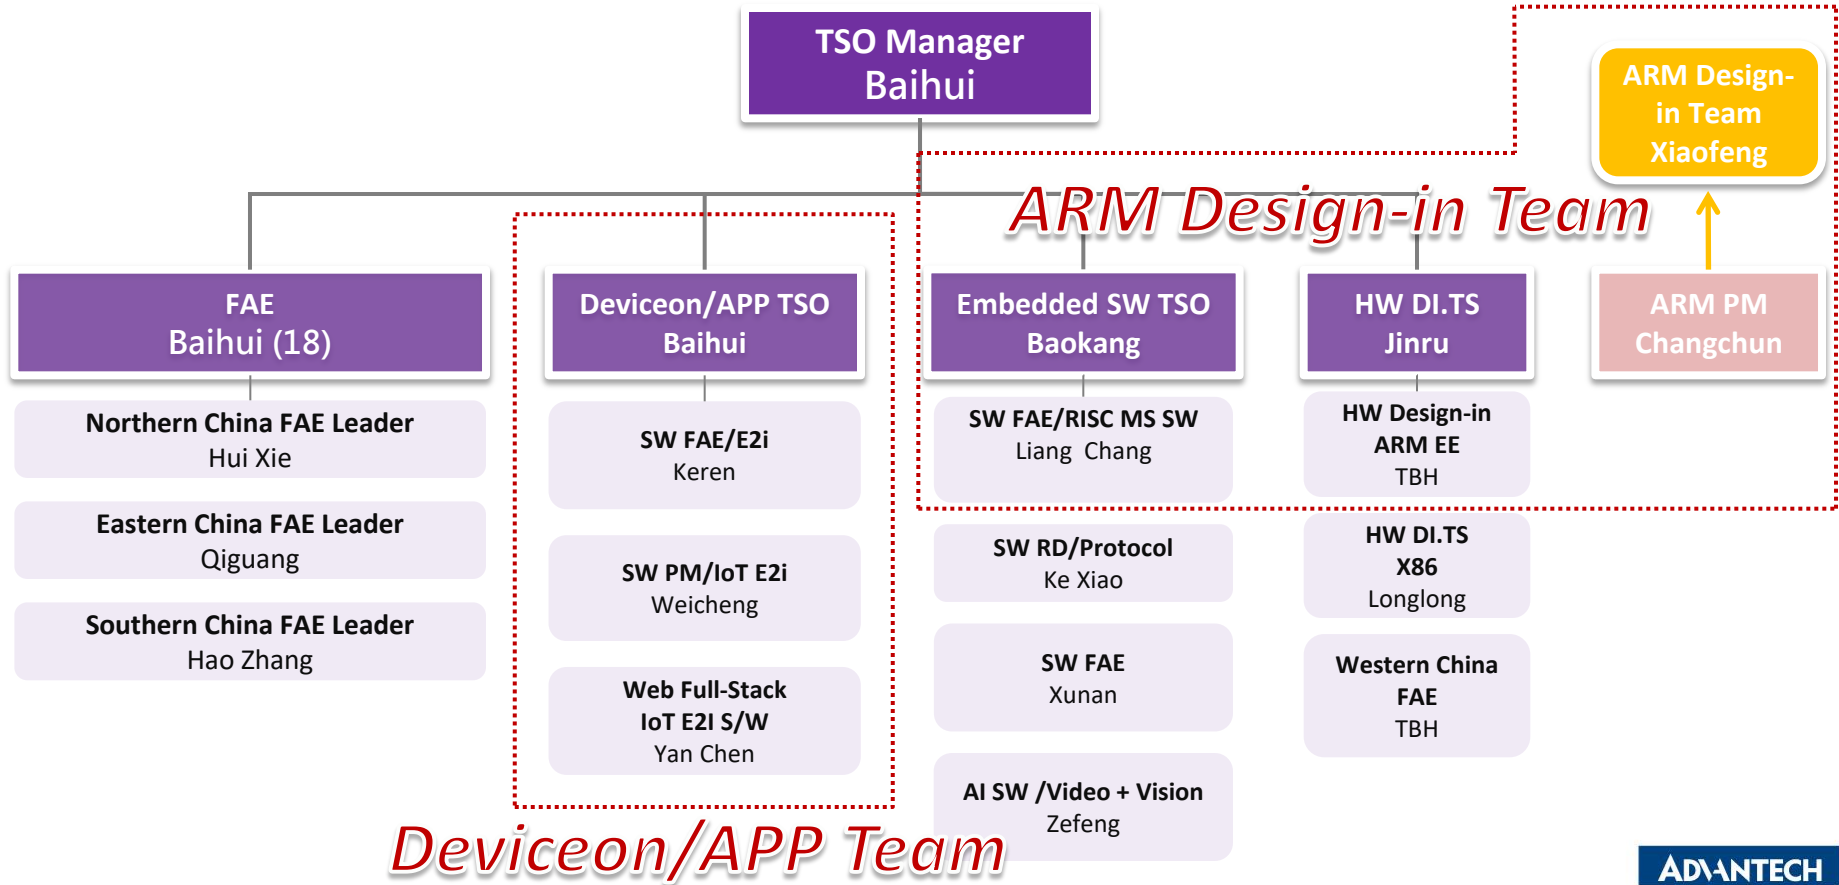 TSO Manager
Baihui
ARM Design-
in Team
Xiaofeng
ARM Design-in Team
FAE
Baihui (18)
Northern China FAE Leader
Hui Xie
Eastern China FAE Leader
Qiguang
Southern China FAE Leader
Hao Zhang
Deviceon/APP TSO
Baihui
SW FAE/E2i
Keren
SW PM/IoT E2i
Weicheng
Web Full-Stack
IoT E2I S/W
Yan Chen
Embedded SW TSO
Baokang
SW FAE/RISC MS SW
Liang  Chang
SW RD/Protocol
Ke Xiao
SW FAE
Xunan
AI SW /Video + Vision
Zefeng
HW DI.TS
Jinru
HW Design-in
ARM EE
TBH
HW DI.TS
X86
Longlong
Western China
FAE
TBH
ARM PM
Changchun
Deviceon/APP Team
ADVANTECH